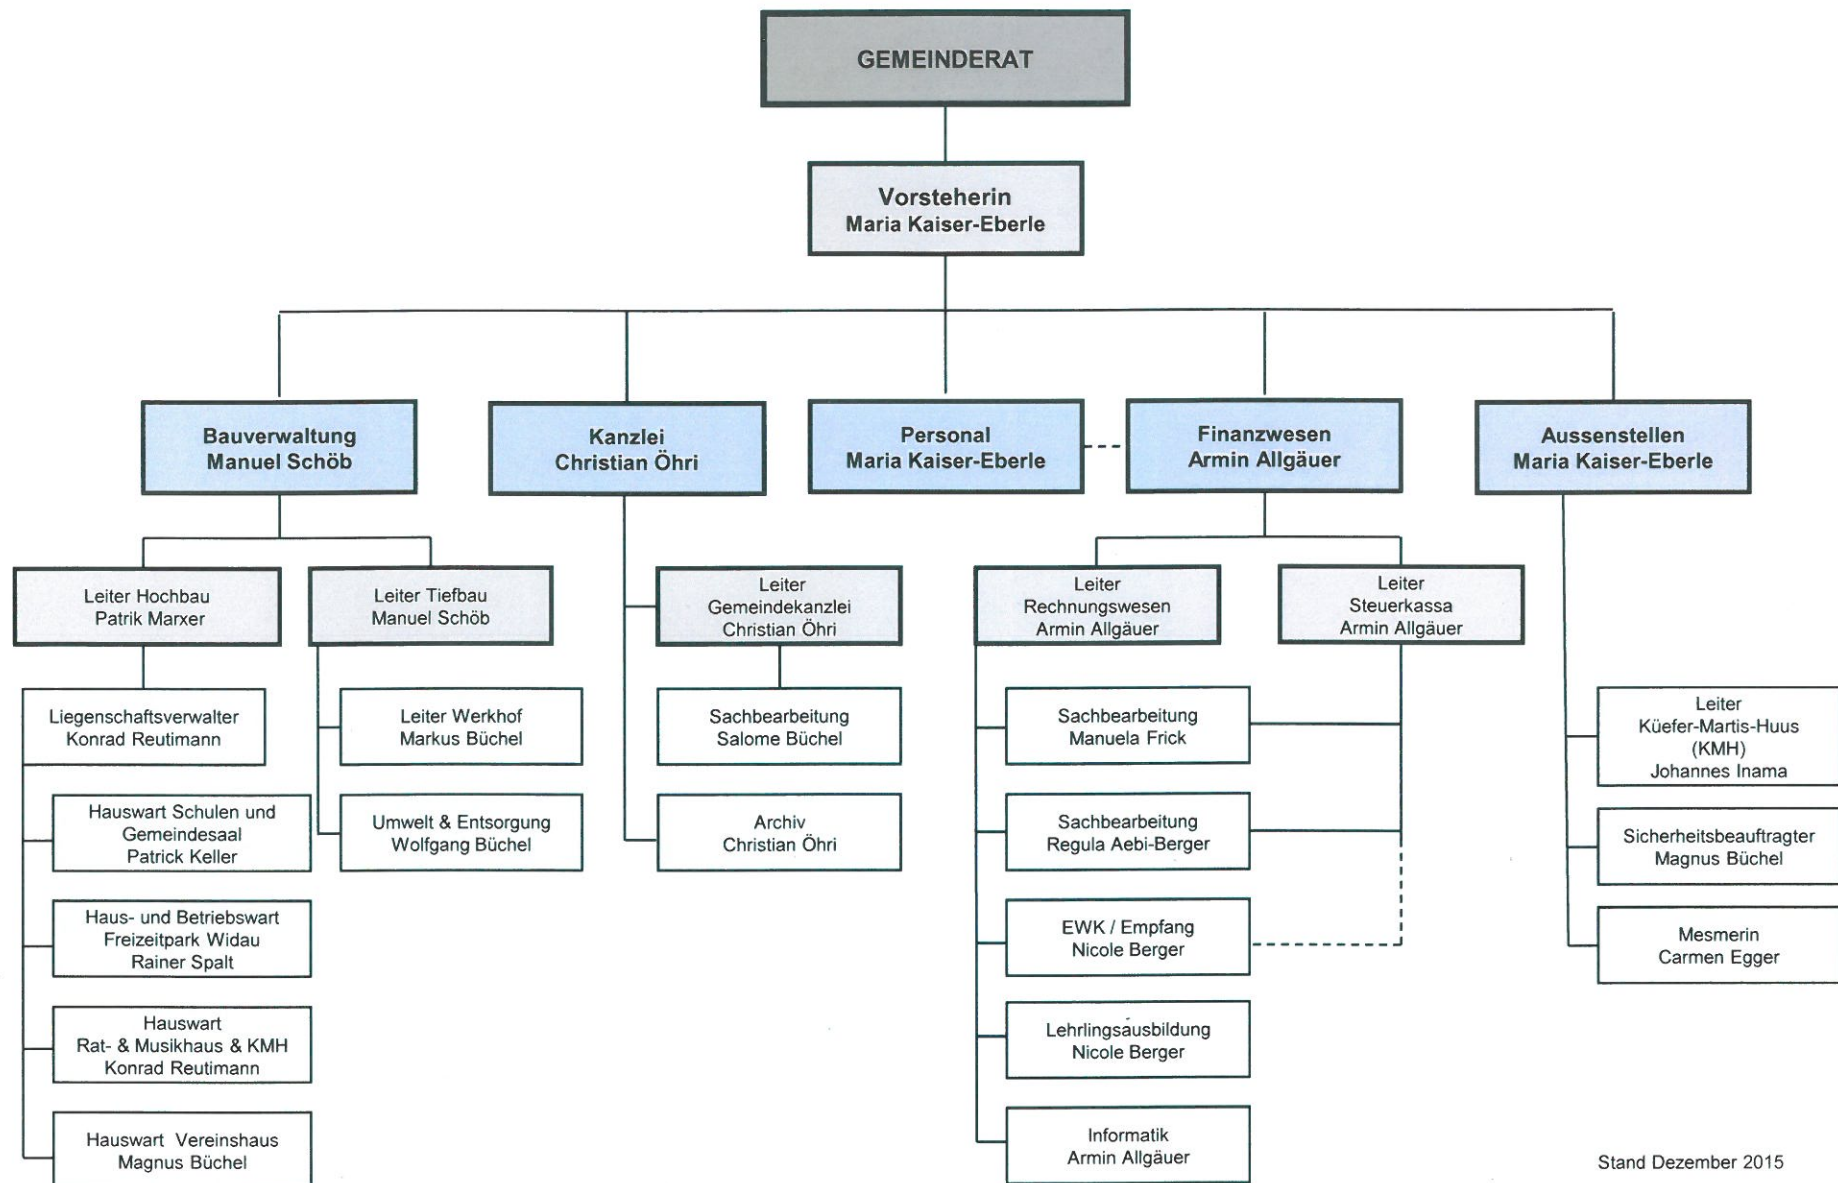 GEMEINDERAT
Vorsteherin
Maria Kaiser-Eberle
Bauverwaltung
Manuel Schöb
Kanzlei
Christian Öhri
Personal
Maria Kaiser-Eberle
Finanzwesen
Armin Allgäuer
Aussenstellen
Maria Kaiser-Eberle
Leiter Hochbau
Patrik Marxer
Leiter Tiefbau
Manuel Schöb
Leiter
Gemeindekanzlei
Christian Öhri
Leiter
Rechnungswesen
Armin Allgäuer
Leiter
Steuerkassa
Armin Allgäuer
Liegenschaftsverwalter
Konrad Reutimann
Hauswart Schulen und
Gemeindesaal
Patrick Keller
Haus- und Betriebswart
Freizeitpark Widau
Rainer Spalt
Hauswart
Rat- & Musikhaus & KMH
Konrad Reutimann
Hauswart Vereinshaus
Magnus Büchel
Leiter Werkhof
Markus Büchel
Umwelt & Entsorgung
Wolfgang Büchel
Sachbearbeitung
Salome Büchel
Archiv
Christian Öhri
Sachbearbeitung
Manuela Frick
Sachbearbeitung
Regula Aebi-Berger
EWK / Empfang
Nicole Berger
Lehrlingsausbildung
Nicole Berger
Informatik
Armin Allgäuer
Leiter
Küefer-Martis-Huus
(KMH)
Johannes Inama
Sicherheitsbeauftragter
Magnus Büchel
Mesmerin
Carmen Egger
Stand Dezember 2015